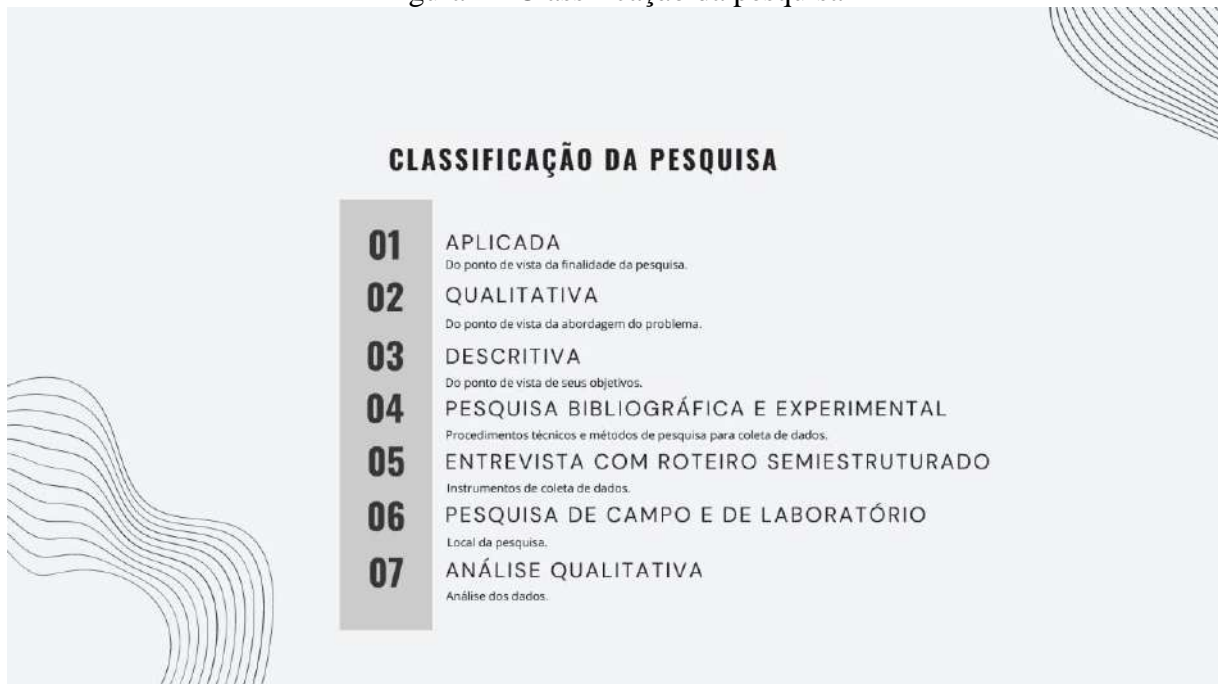 Classificação da pesquisa
CLASSIFICAÇÃO DA PESQUISA
01
APLICADA
Do ponto de vista da finalidade da pesquisa.
02
QUALITATIVA
Do ponto de vista da abordagem do problema.
03
DESCRITIVA
Do ponto de vista de seus objetivos.
04
PESQUISA BIBLIOGRÁFICA E EXPERIMENTAL
Procedimentos técnicos e métodos de pesquisa para coleta de dados.
05
ENTREVISTA COM ROTEIRO SEMIESTRUTURADO
Instrumentos de coleta de dados.
06
PESQUISA DE CAMPO E DE LABORATÓRIO
Local da pesquisa.
07
ANÁLISE QUALITATIVA
Análise dos dados.